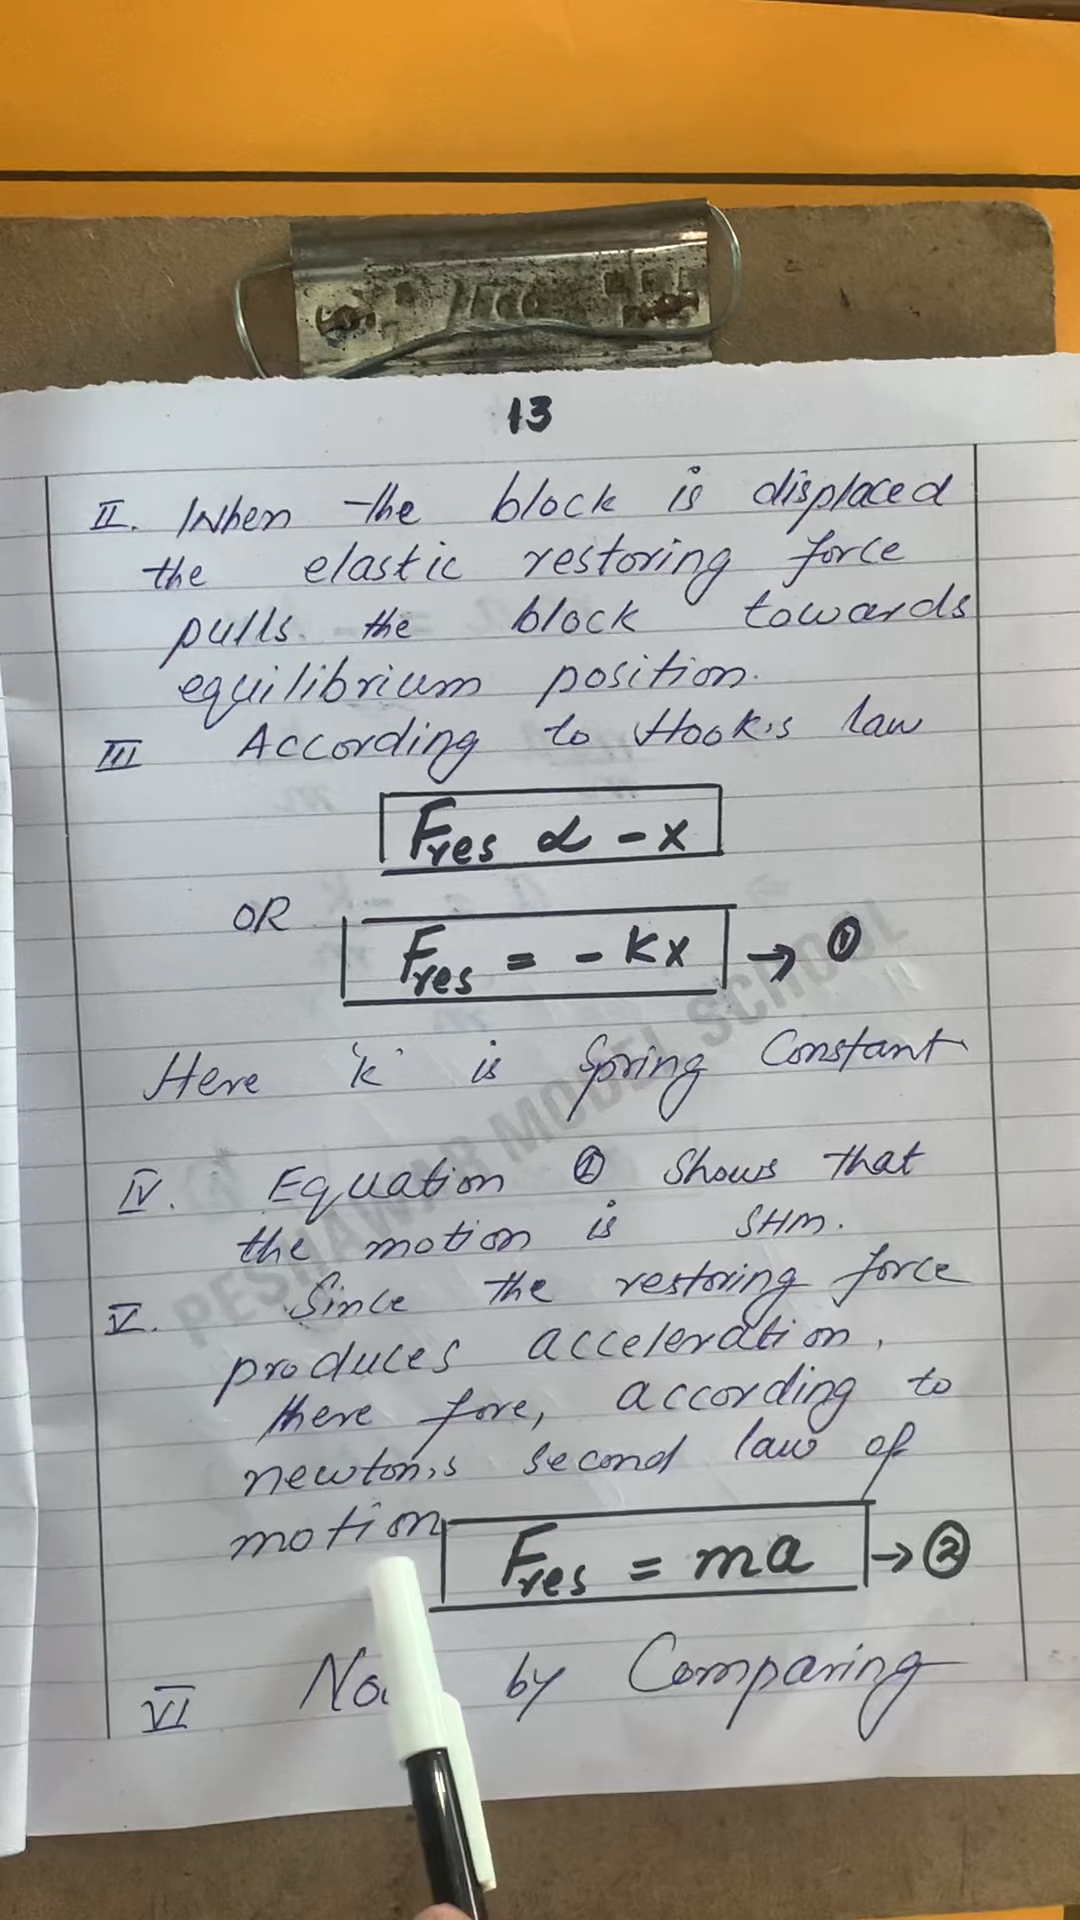 13
II. When the block is displaced
the elastic restoring force
pulls. the block towards
equilibrium position.
III According to Hook,s law
Fres α - x
OR
Fres = - Kx → ①
Here 'k' is Spring Constant
IV. Equation ① Shows that
the motion is SHM.
V. Since the restoring force
produces acceleration,
there fore, according to
newton,s second law of
motion
Fres = ma → ②
VI by Comparing
PESHAWAR MODEL SCHOOL